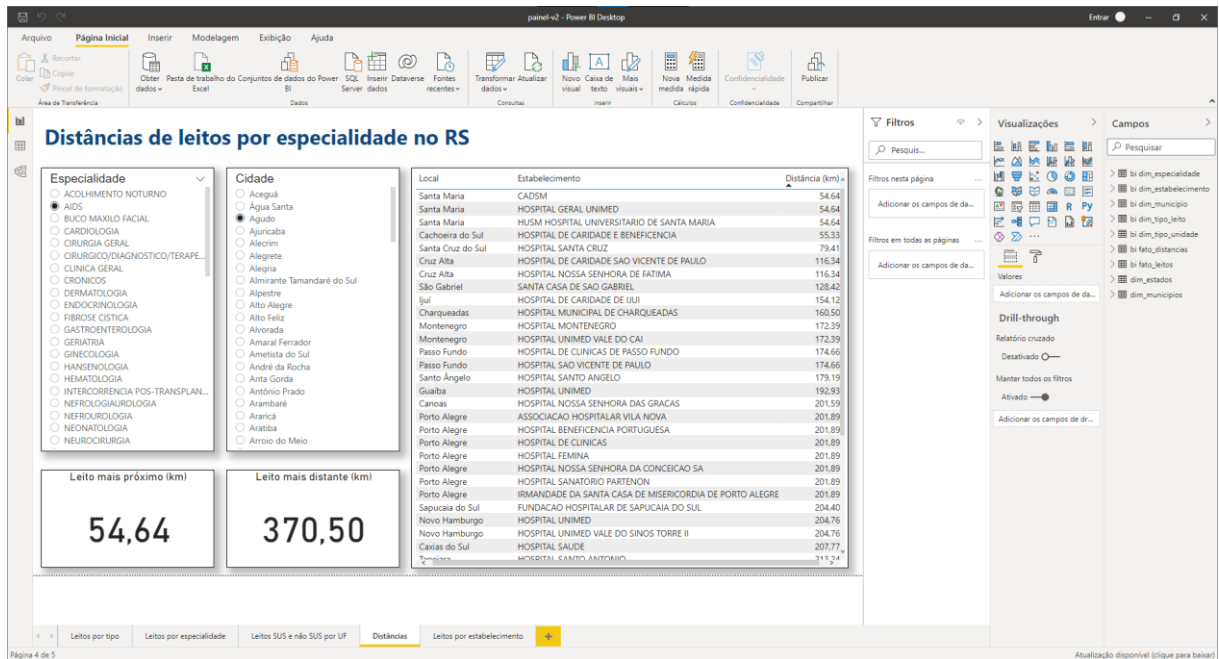 painel-v2 - Power BI Desktop
Entrar
Arquivo Página Inicial Inserir Modelagem Exibição Ajuda
Colar
Recortar
Copiar
Pincel de formatação
Área de Transferência
Obter dados
Pasta de trabalho do Excel
Conjuntos de dados do Power BI
SQL Server
Inserir dados
Dataverse
Fontes recentes
Dados
Transformar dados
Atualizar
Consultas
Novo visual
Caixa de texto
Mais visuais
Inserir
Nova medida
Medida rápida
Cálculos
Confidencialidade
Confidencialidade
Publicar
Compartilhar
Distâncias de leitos por especialidade no RS
Especialidade
ACOLHIMENTO NOTURNO
AIDS
BUCO MAXILO FACIAL
CARDIOLOGIA
CIRURGIA GERAL
CIRURGICO/DIAGNOSTICO/TERAPE...
CLINICA GERAL
CRONICOS
DERMATOLOGIA
ENDOCRINOLOGIA
FIBROSE CISTICA
GASTROENTEROLOGIA
GERIATRIA
GINECOLOGIA
HANSENOLOGIA
HEMATOLOGIA
INTERCORRENCIA POS-TRANSPLAN...
NEFROLOGIAUROLOGIA
NEFROUROLOGIA
NEONATOLOGIA
NEUROCIRURGIA
Cidade
Aceguá
Água Santa
Agudo
Ajuricaba
Alecrim
Alegrete
Alegria
Almirante Tamandaré do Sul
Alpestre
Alto Alegre
Alto Feliz
Alvorada
Amaral Ferrador
Ametista do Sul
André da Rocha
Anta Gorda
Antônio Prado
Arambaré
Araricá
Aratiba
Arroio do Meio
Leito mais próximo (km)
54,64
Leito mais distante (km)
370,50
Local Estabelecimento Distância (km)
Santa Maria CADSM 54,64
Santa Maria HOSPITAL GERAL UNIMED 54,64
Santa Maria HUSM HOSPITAL UNIVERSITARIO DE SANTA MARIA 54,64
Cachoeira do Sul HOSPITAL DE CARIDADE E BENEFICENCIA 55,33
Santa Cruz do Sul HOSPITAL SANTA CRUZ 79,41
Cruz Alta HOSPITAL DE CARIDADE SAO VICENTE DE PAULO 116,34
Cruz Alta HOSPITAL NOSSA SENHORA DE FATIMA 116,34
São Gabriel SANTA CASA DE SAO GABRIEL 128,42
Ijuí HOSPITAL DE CARIDADE DE IJUI 154,12
Charqueadas HOSPITAL MUNICIPAL DE CHARQUEADAS 160,50
Montenegro HOSPITAL MONTENEGRO 172,39
Montenegro HOSPITAL UNIMED VALE DO CAI 172,39
Passo Fundo HOSPITAL DE CLINICAS DE PASSO FUNDO 174,66
Passo Fundo HOSPITAL SAO VICENTE DE PAULO 174,66
Santo Ângelo HOSPITAL SANTO ANGELO 179,19
Guaíba HOSPITAL UNIMED 192,93
Canoas HOSPITAL NOSSA SENHORA DAS GRACAS 201,59
Porto Alegre ASSOCIACAO HOSPITALAR VILA NOVA 201,89
Porto Alegre HOSPITAL BENEFICENCIA PORTUGUESA 201,89
Porto Alegre HOSPITAL DE CLINICAS 201,89
Porto Alegre HOSPITAL FEMINA 201,89
Porto Alegre HOSPITAL NOSSA SENHORA DA CONCEICAO SA 201,89
Porto Alegre HOSPITAL SANATORIO PARTENON 201,89
Porto Alegre IRMANDADE DA SANTA CASA DE MISERICORDIA DE PORTO ALEGRE 201,89
Sapucaia do Sul FUNDACAO HOSPITALAR DE SAPUCAIA DO SUL 204,40
Novo Hamburgo HOSPITAL UNIMED 204,76
Novo Hamburgo HOSPITAL UNIMED VALE DO SINOS TORRE II 204,76
Caxias do Sul HOSPITAL SAUDE 207,77
HOSPITAL SANTO ANTONIO 213,24
Filtros
Pesquis...
Filtros nesta página ...
Adicionar os campos de da...
Filtros em todas as páginas ...
Adicionar os campos de da...
Visualizações
R Py
Valores
Adicionar os campos de da...
Drill-through
Relatório cruzado
Desativado
Manter todos os filtros
Ativado
Adicionar os campos de dr...
Campos
Pesquisar
bi dim_especialidade
bi dim_estabelecimento
bi dim_municipio
bi dim_tipo_leito
bi dim_tipo_unidade
bi fato_distancias
bi fato_leitos
dim_estados
dim_municipios
Leitos por tipo Leitos por especialidade Leitos SUS e não SUS por UF Distâncias Leitos por estabelecimento
Página 4 de 5
Atualização disponível (clique para baixar)